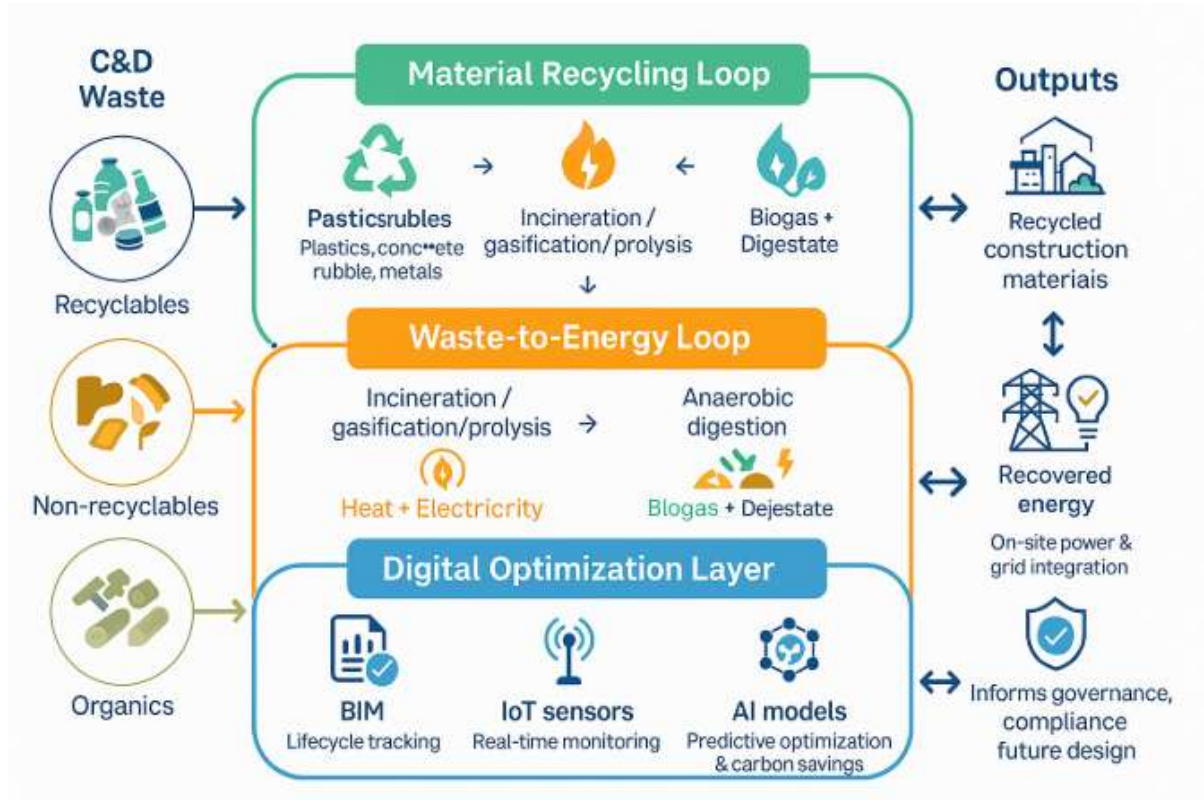 C&D
Waste
Recyclables
Non-recyclables
Organics
Material Recycling Loop
Pasticsrubles
Plastics, conc••ete
rubble, metals
Incineration /
gasification/prolysis
Biogas +
Digestate
Waste-to-Energy Loop
Incineration /
gasification/prolysis
Heat + Electricrity
Anaerobic
digestion
Blogas + Dejestate
Digital Optimization Layer
BIM
Lifecycle tracking
IoT sensors
Real-time monitoring
AI models
Predictive optimization
& carbon savings
Outputs
Recycled
construction
materiais
Recovered
energy
On-site power &
grid integration
Informs governance,
compliance
future design